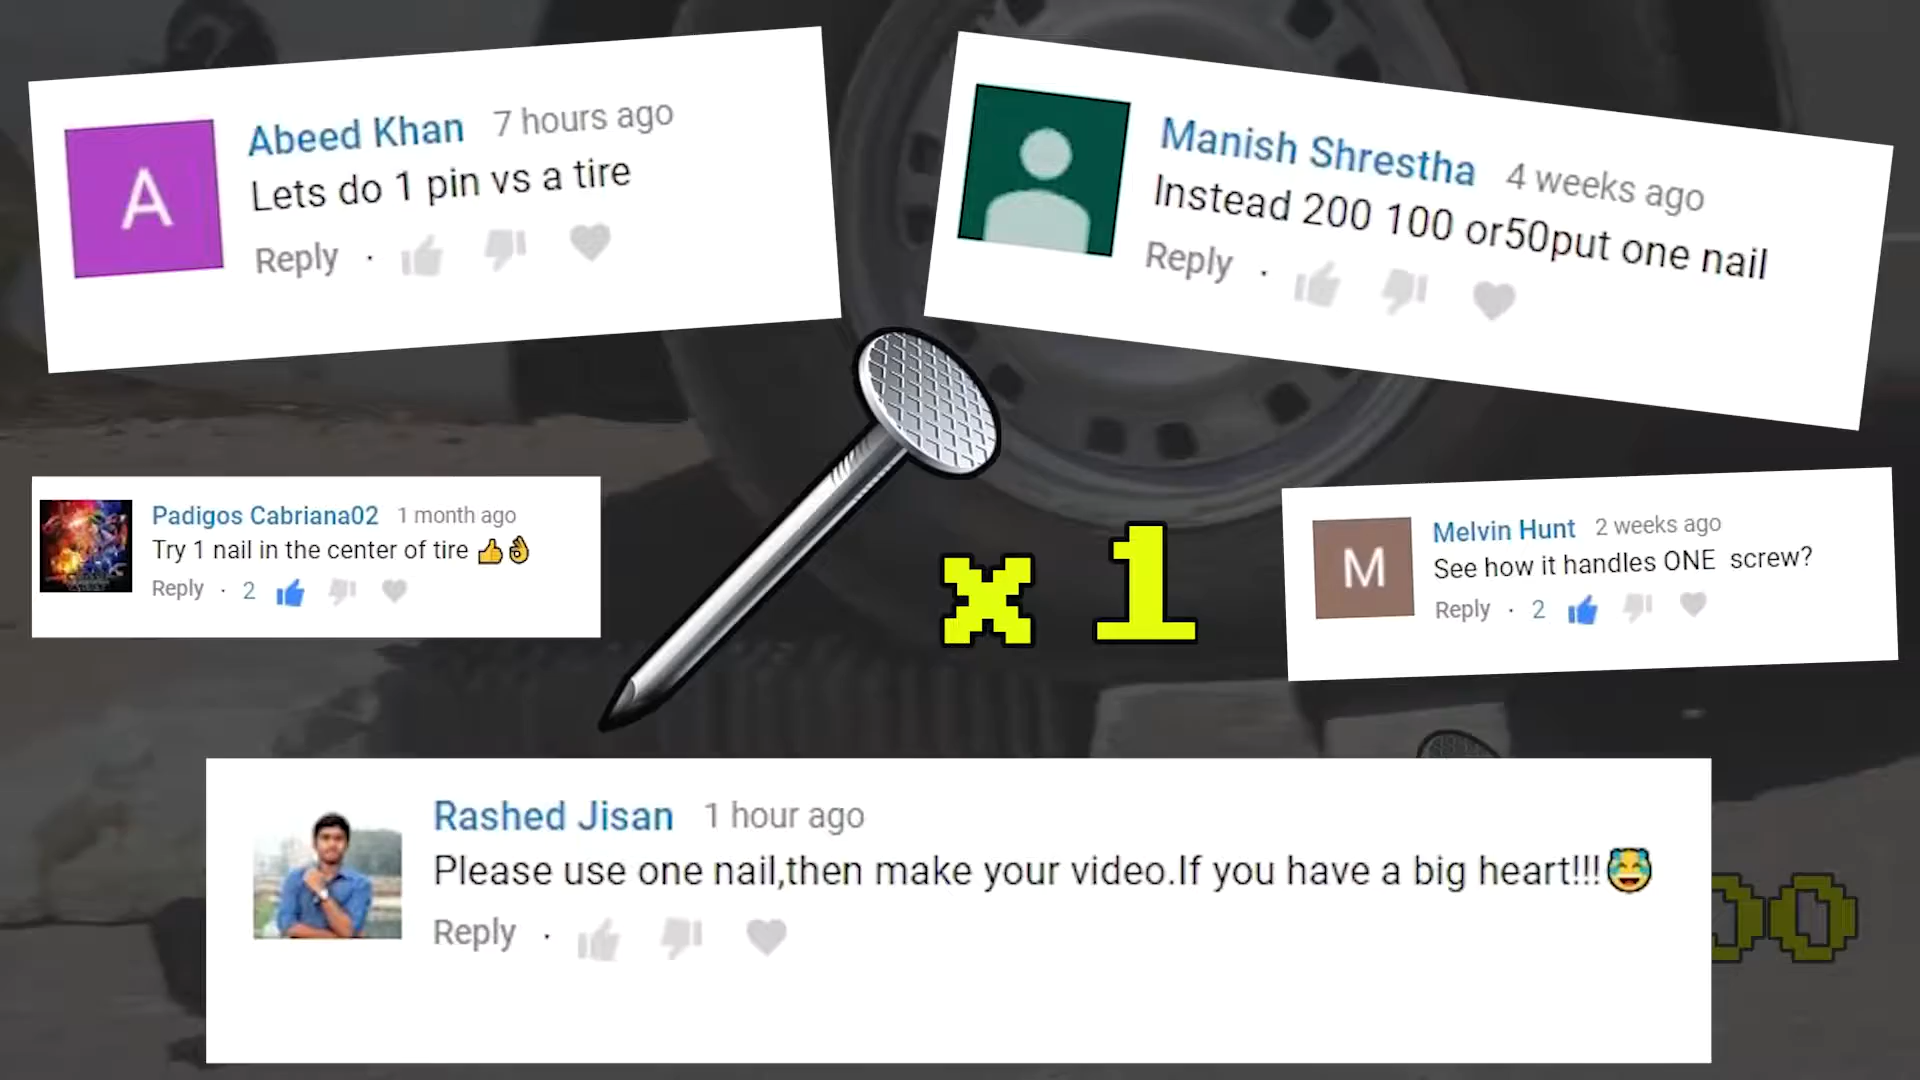 A
Abeed Khan 7 hours ago
Lets do 1 pin vs a tire
Reply ·
Manish Shrestha 4 weeks ago
Instead 200 100 or50put one nail
Reply ·
Padigos Cabriana02 1 month ago
Try 1 nail in the center of tire 👍👌
Reply · 2
x 1
M
Melvin Hunt 2 weeks ago
See how it handles ONE screw?
Reply · 2
Rashed Jisan 1 hour ago
Please use one nail,then make your video.If you have a big heart!!!😂
Reply ·
00